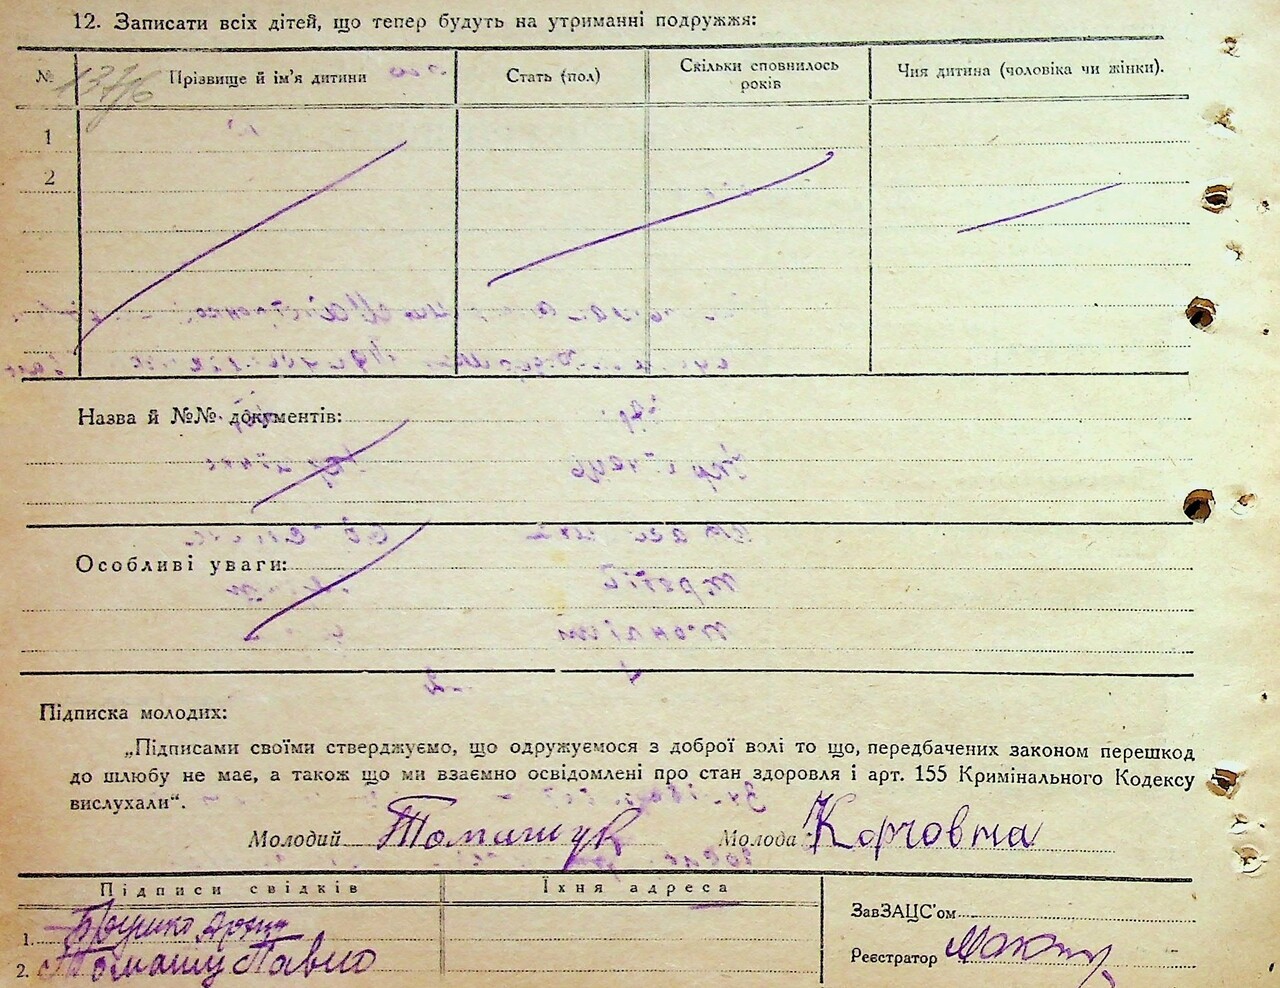 12. Записати всіх дітей, що тепер будуть на утриманні подружжя:
№ Прізвище й ім'я дитини Стать (пол) Скільки сповнилось років Чия дитина (чоловіка чи жінки).
1
2
Назва й №№ документів:
Особливі уваги:
Підписка молодих:
„Підписами своїми стверджуємо, що одружуємося з доброї волі то що, передбачених законом перешкод
до шлюбу не має, а також що ми взаємно освідомлені про стан здоровля і арт. 155 Кримінального Кодексу
вислухали“.
Молодий Томашук Молода Корчовна
Підписи свідків Їхня адреса
ЗавЗАЦС'ом
1.
Реєстратор
2. Томашу Павло